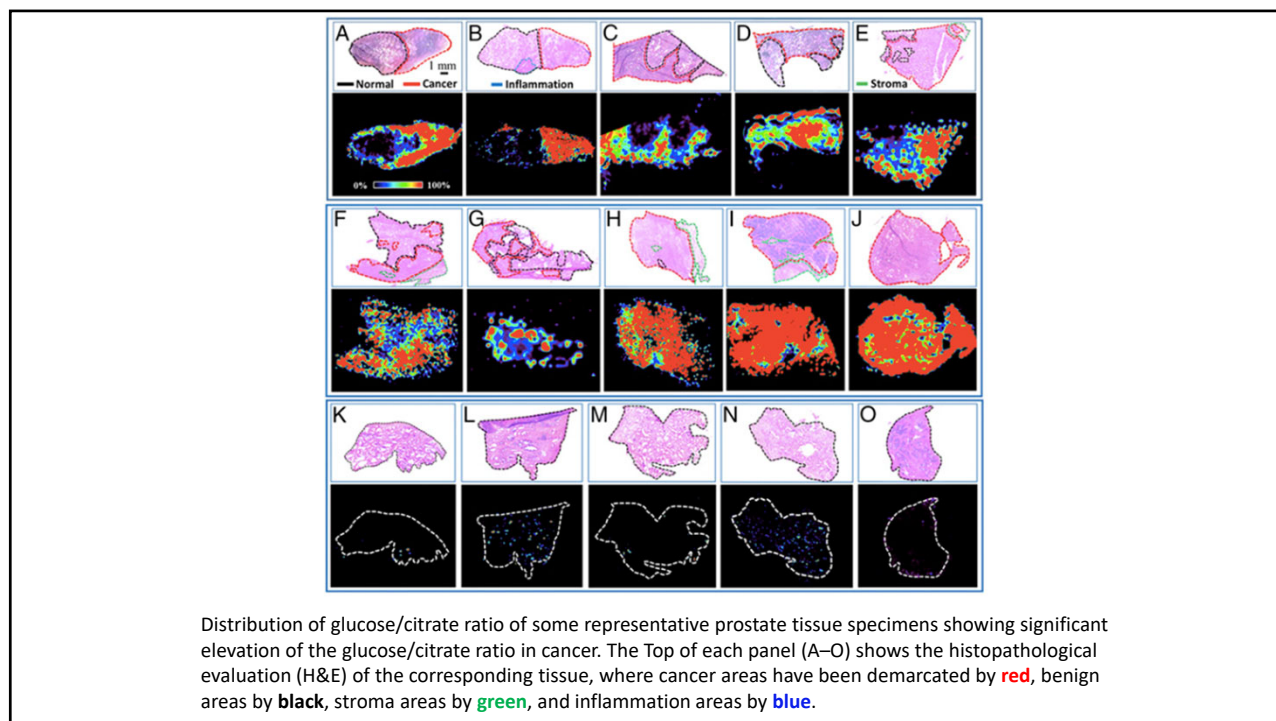 A B C D E
1 mm
Normal Cancer Inflammation Stroma
0% 100%
F G H I J
K L M N O
Distribution of glucose/citrate ratio of some representative prostate tissue specimens showing significant
elevation of the glucose/citrate ratio in cancer. The Top of each panel (A–O) shows the histopathological
evaluation (H&E) of the corresponding tissue, where cancer areas have been demarcated by red, benign
areas by black, stroma areas by green, and inflammation areas by blue.